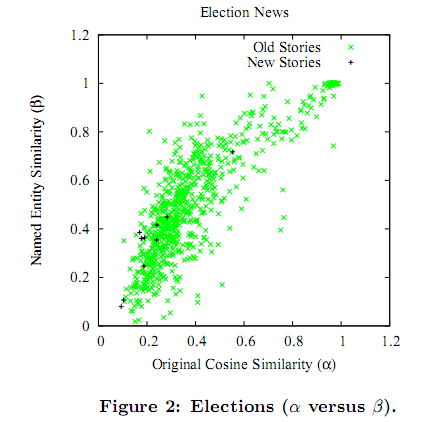 Election News
Old Stories
New Stories
Named Entity Similarity (β)
1.2
1
0.8
0.6
0.4
0.2
0
0 0.2 0.4 0.6 0.8 1 1.2
Original Cosine Similarity (α)
Figure 2: Elections (α versus β).